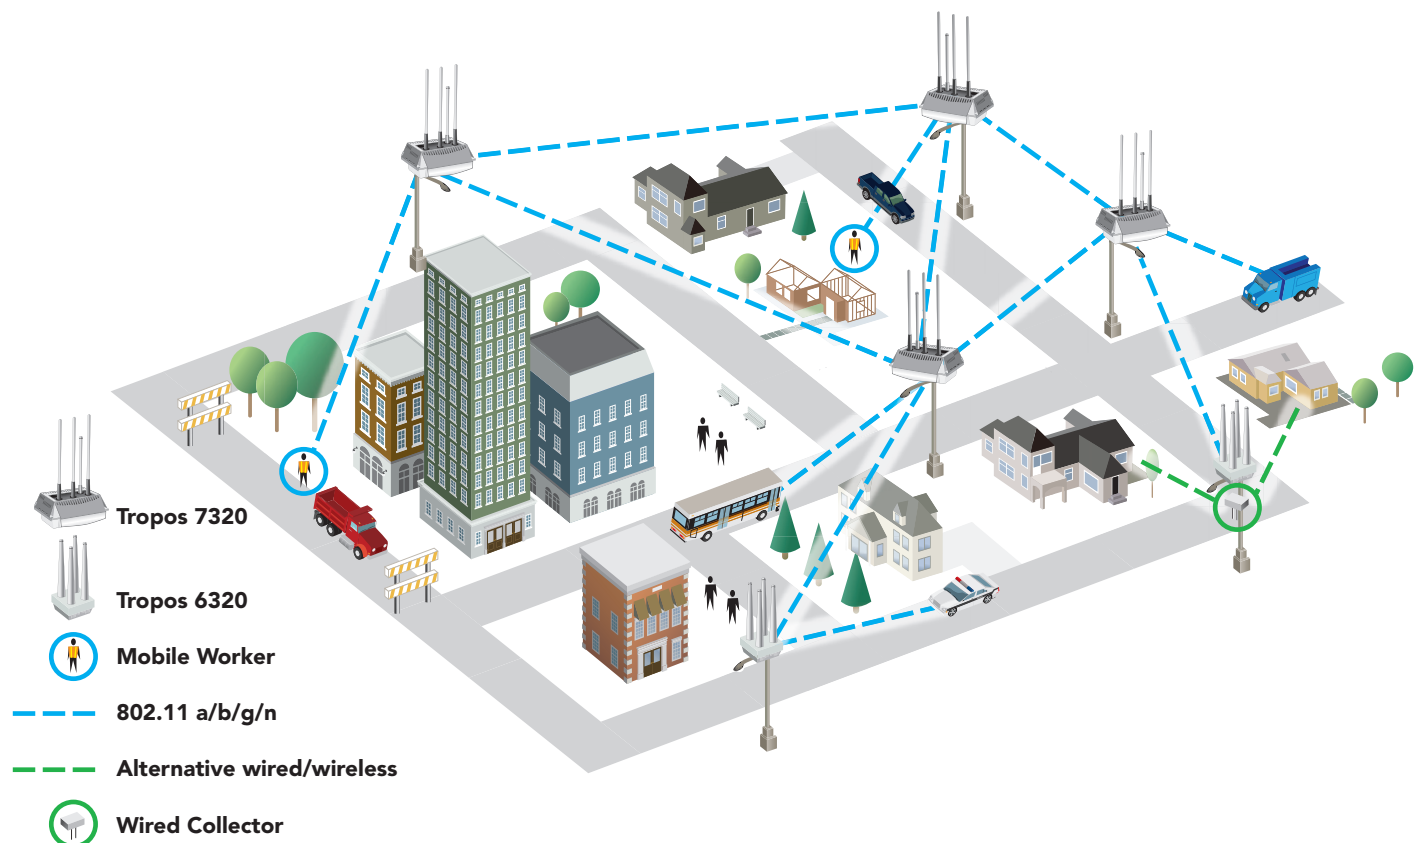 Tropos 7320
Tropos 6320
Mobile Worker
802.11 a/b/g/n
Alternative wired/wireless
Wired Collector